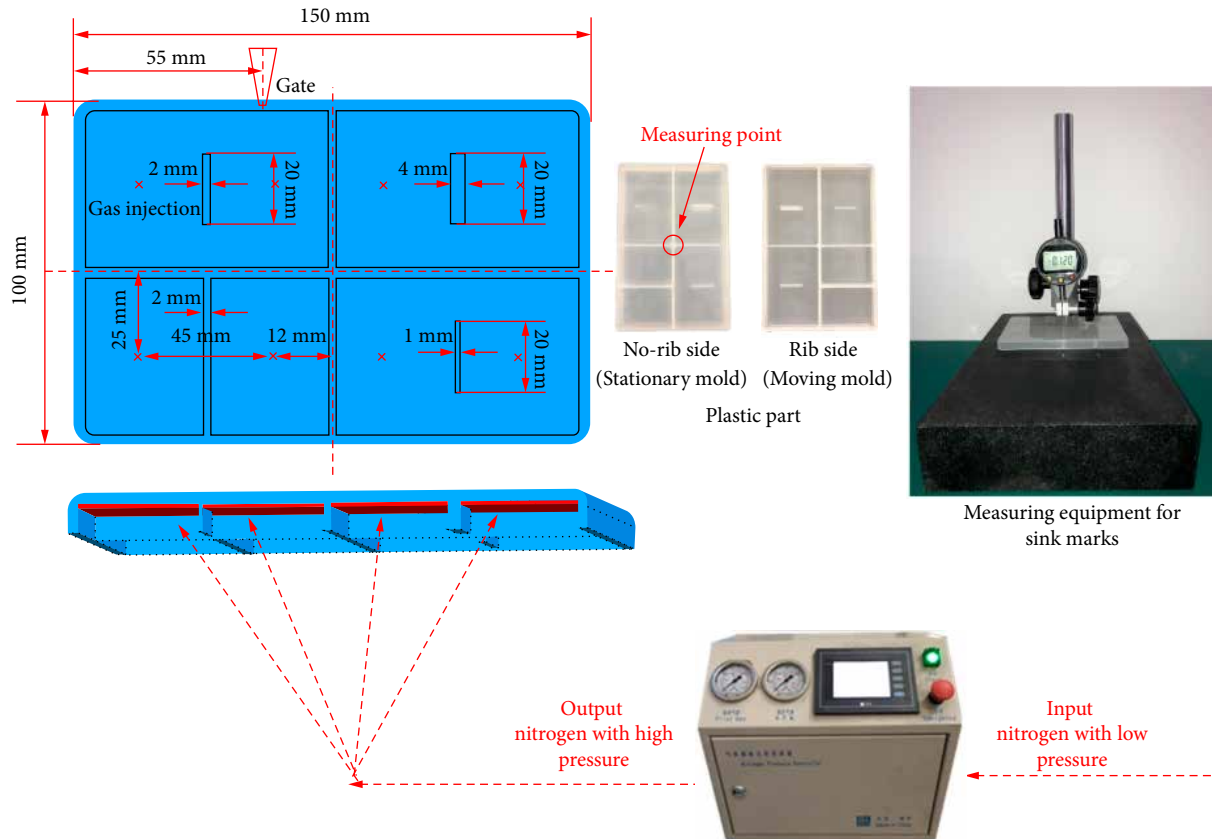 150 mm
55 mm
Gate
Measuring point
2 mm
20 mm
4 mm
20 mm
Gas injection
100 mm
25 mm
2 mm
45 mm
12 mm
1 mm
20 mm
No-rib side
(Stationary mold)
Rib side
(Moving mold)
Plastic part
-0.120
Measuring equipment for
sink marks
Output
nitrogen with high
pressure
Input
nitrogen with low
pressure